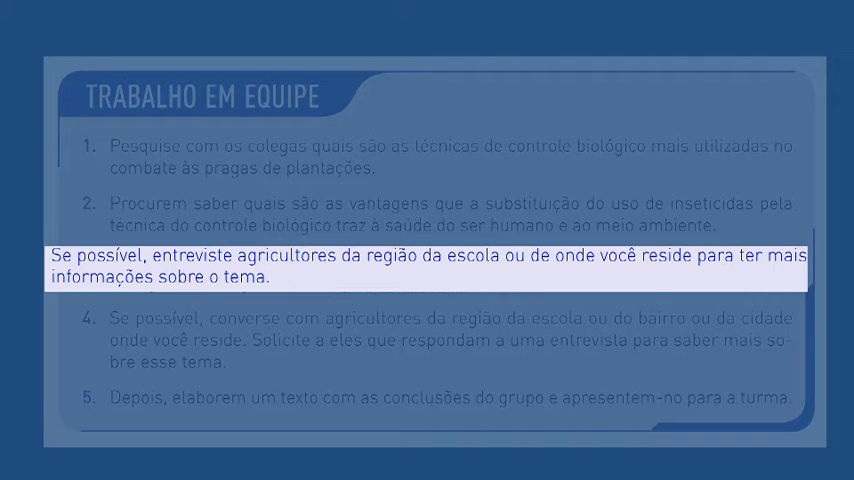 TRABALHO EM EQUIPE
1. Pesquise com os colegas quais são as técnicas de controle biológico mais utilizadas no
combate às pragas de plantações.
2. Procurem saber quais são as vantagens que a substituição do uso de inseticidas pela
técnica do controle biológico traz à saúde do ser humano e ao meio ambiente.
Se possível, entreviste agricultores da região da escola ou de onde você reside para ter mais
informações sobre o tema.
4. Se possível, converse com agricultores da região da escola ou do bairro ou da cidade
onde você reside. Solicite a eles que respondam a uma entrevista para saber mais so-
bre esse tema.
5. Depois, elaborem um texto com as conclusões do grupo e apresentem-no para a turma.